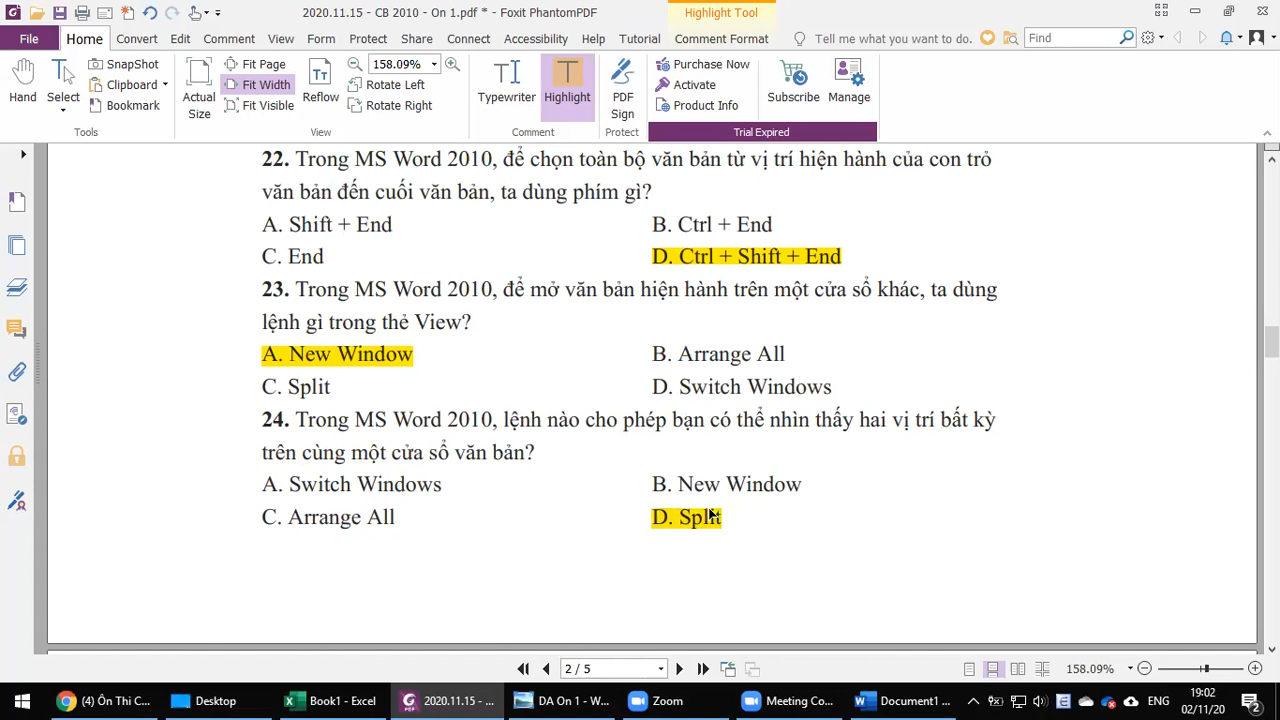 2020.11.15 - CB 2010 - On 1.pdf * - Foxit PhantomPDF
Highlight Tool
File Home Convert Edit Comment View Form Protect Share Connect Accessibility Help Tutorial Comment Format Tell me what you want to do. Find
Hand
Select
SnapShot
Clipboard
Bookmark
Tools
Actual Size
Fit Page
Fit Width
Fit Visible
Reflow
158.09%
Rotate Left
Rotate Right
View
Typewriter
Highlight
Comment
PDF Sign
Protect
Purchase Now
Activate
Product Info
Trial Expired
Subscribe
Manage
22. Trong MS Word 2010, để chọn toàn bộ văn bản từ vị trí hiện hành của con trỏ
văn bản đến cuối văn bản, ta dùng phím gì?
A. Shift + End B. Ctrl + End
C. End D. Ctrl + Shift + End
23. Trong MS Word 2010, để mở văn bản hiện hành trên một cửa sổ khác, ta dùng
lệnh gì trong thẻ View?
A. New Window B. Arrange All
C. Split D. Switch Windows
24. Trong MS Word 2010, lệnh nào cho phép bạn có thể nhìn thấy hai vị trí bất kỳ
trên cùng một cửa sổ văn bản?
A. Switch Windows B. New Window
C. Arrange All D. Split
2 / 5
158.09%
(4) Ôn Thi C... Desktop Book1 - Excel 2020.11.15 - ... DA On 1 - W... Zoom Meeting Co... Document1 ... ENG
19:02
02/11/20